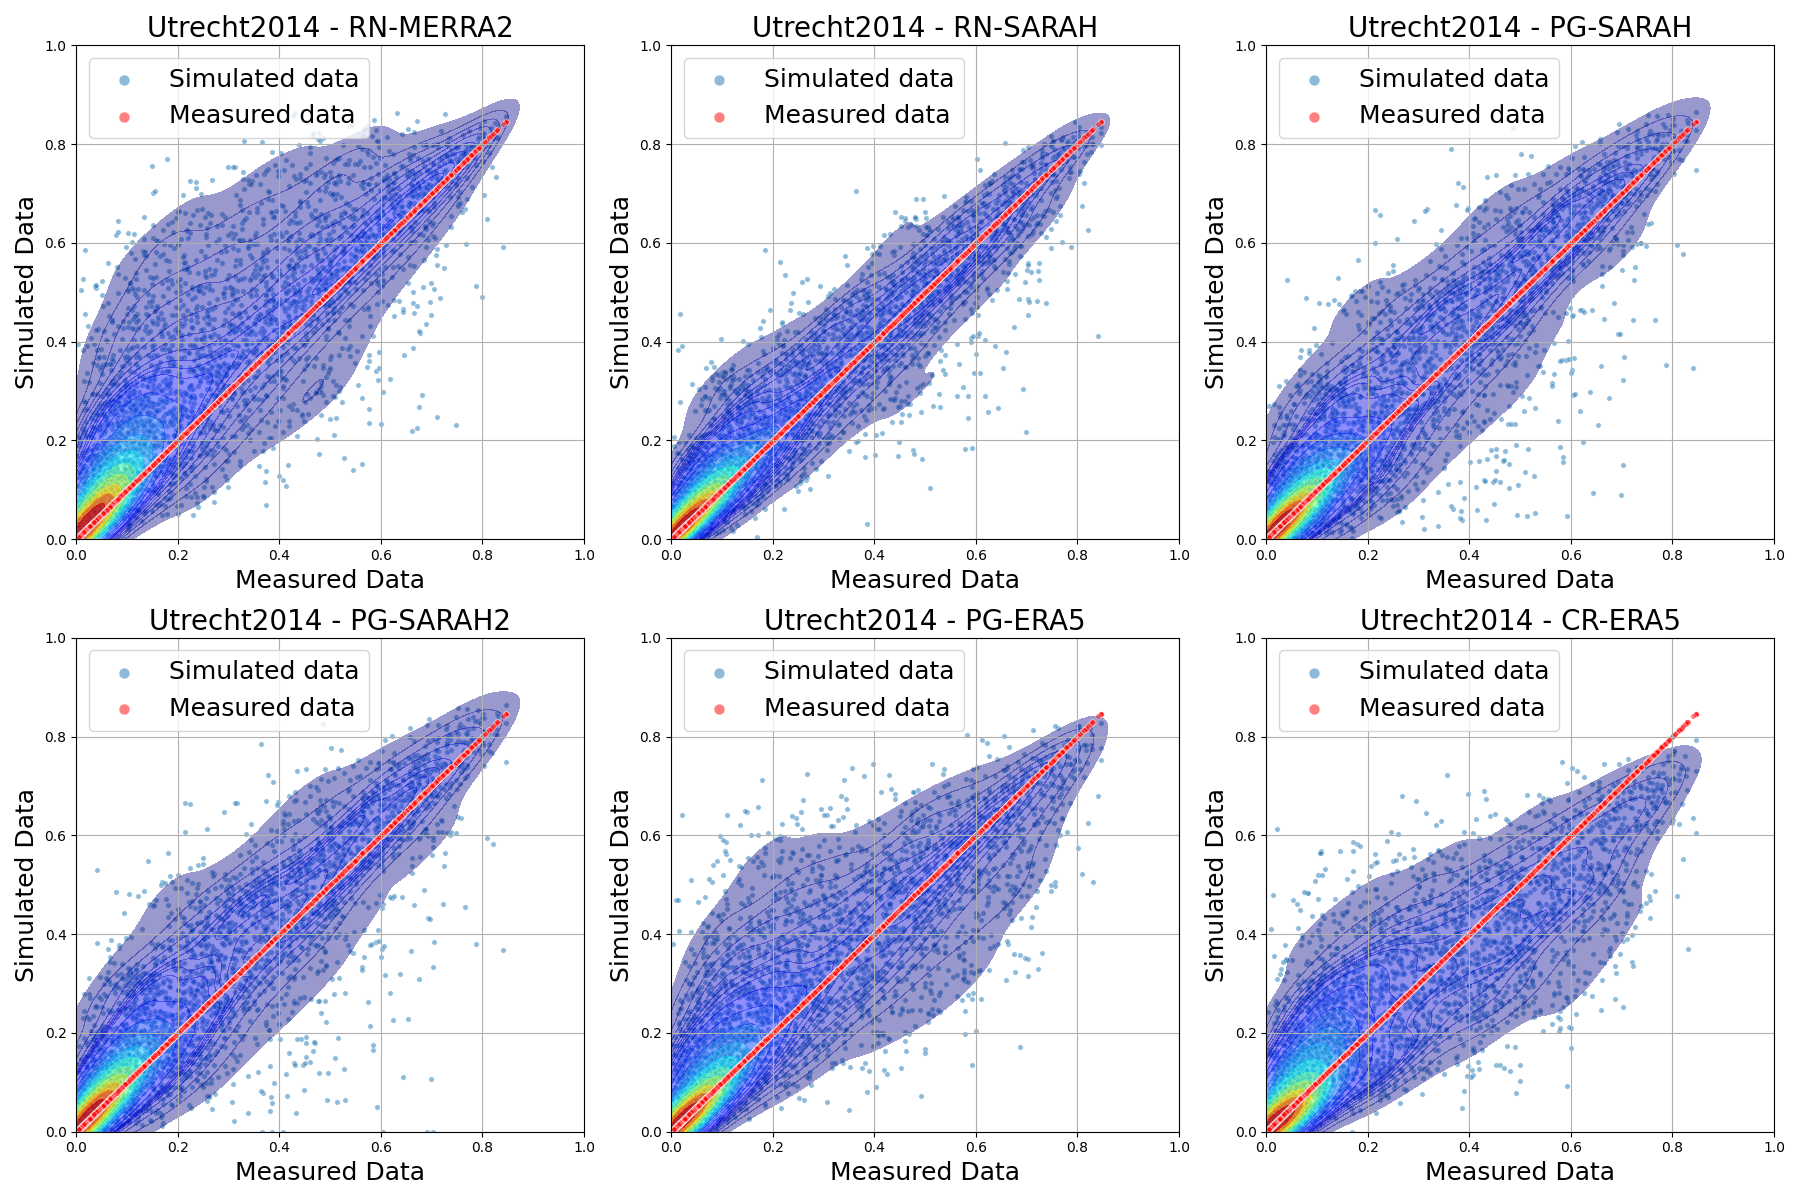 Utrecht2014 - RN-MERRA2
Utrecht2014 - RN-SARAH
Utrecht2014 - PG-SARAH
1.0
0.8
0.6
0.4
0.2
0.0
Simulated Data
Simulated data
Measured data
0.0 0.2 0.4 0.6 0.8 1.0
Measured Data
1.0
0.8
0.6
0.4
0.2
0.0
Simulated Data
Simulated data
Measured data
0.0 0.2 0.4 0.6 0.8 1.0
Measured Data
1.0
0.8
0.6
0.4
0.2
0.0
Simulated Data
Simulated data
Measured data
0.0 0.2 0.4 0.6 0.8 1.0
Measured Data
Utrecht2014 - PG-SARAH2
Utrecht2014 - PG-ERA5
Utrecht2014 - CR-ERA5
1.0
0.8
0.6
0.4
0.2
0.0
Simulated Data
Simulated data
Measured data
0.0 0.2 0.4 0.6 0.8 1.0
Measured Data
1.0
0.8
0.6
0.4
0.2
0.0
Simulated Data
Simulated data
Measured data
0.0 0.2 0.4 0.6 0.8 1.0
Measured Data
1.0
0.8
0.6
0.4
0.2
0.0
Simulated Data
Simulated data
Measured data
0.0 0.2 0.4 0.6 0.8 1.0
Measured Data